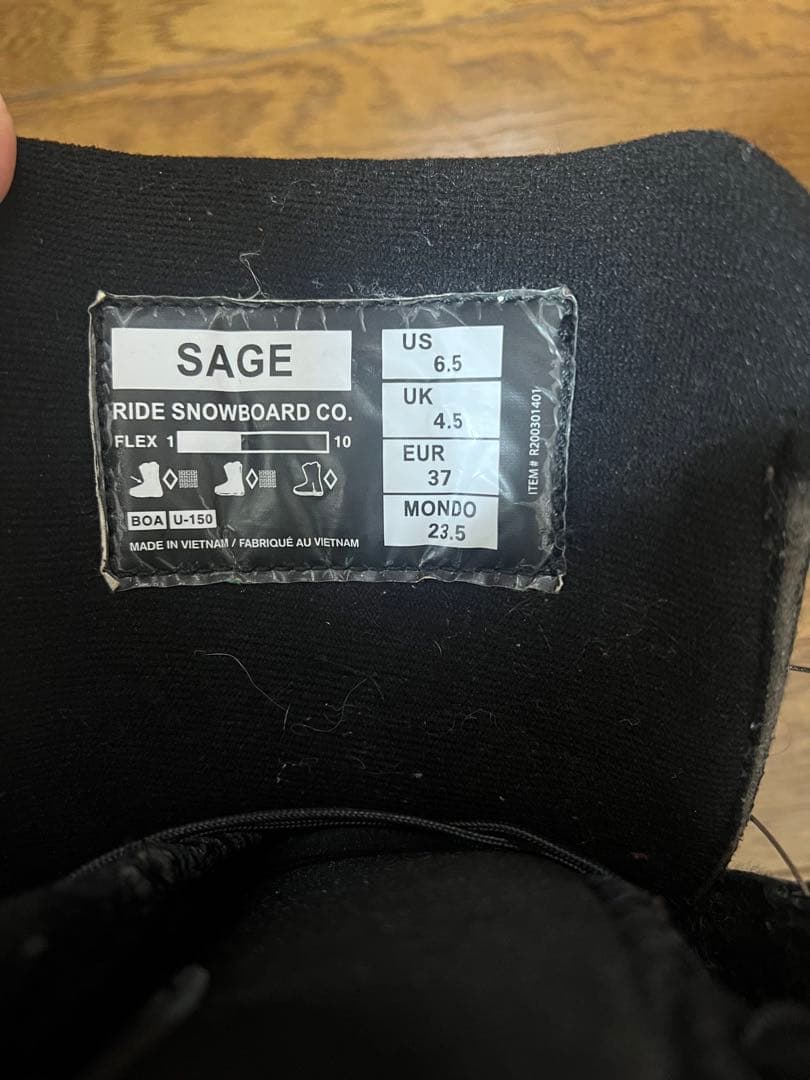 SAGE
RIDE SNOWBOARD CO.
FLEX 1 10
BOA U-150
MADE IN VIETNAM / FABRIQUÉ AU VIETNAM
US
6.5
UK
4.5
EUR
37
MONDO
23.5
ITEM# R200301401